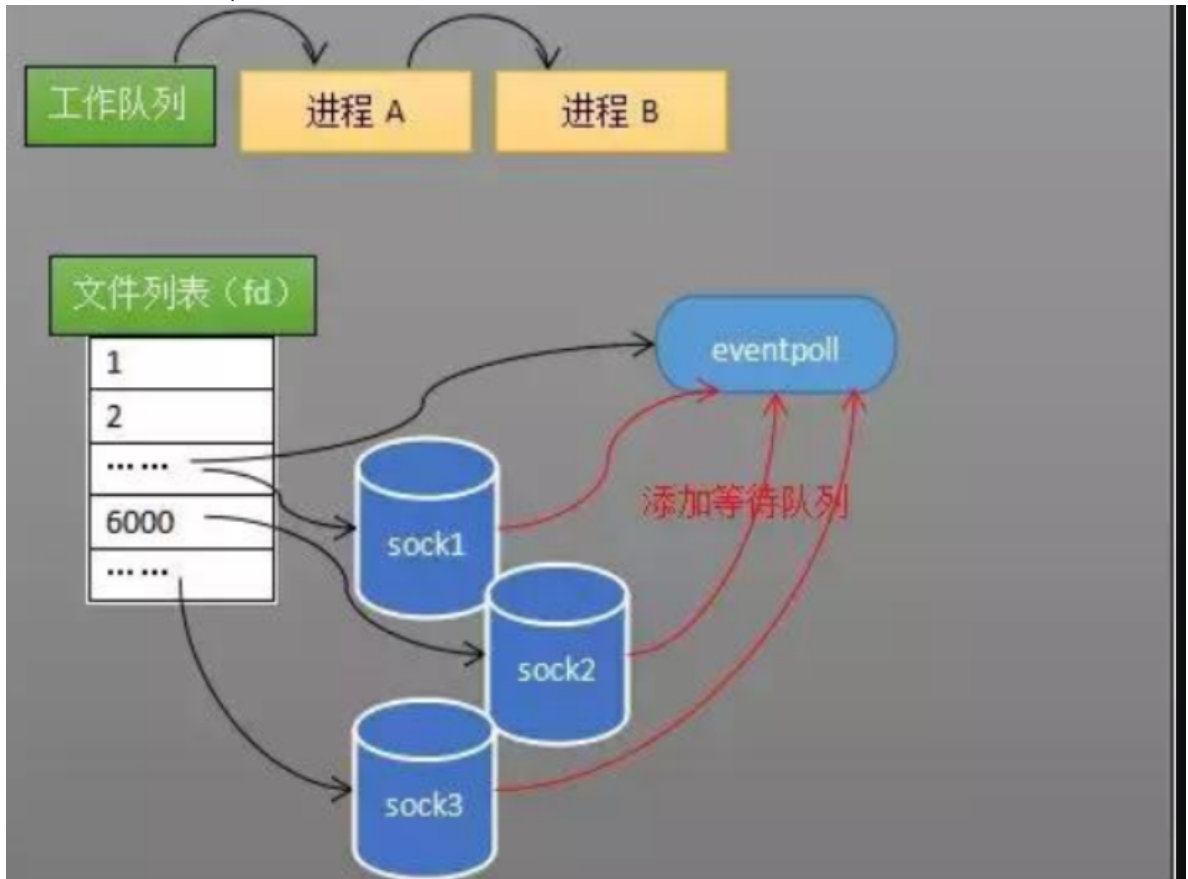 工作队列
进程 A
进程 B
文件列表（fd）
1
2
……
6000
……
eventpoll
添加等待队列
sock1
sock2
sock3